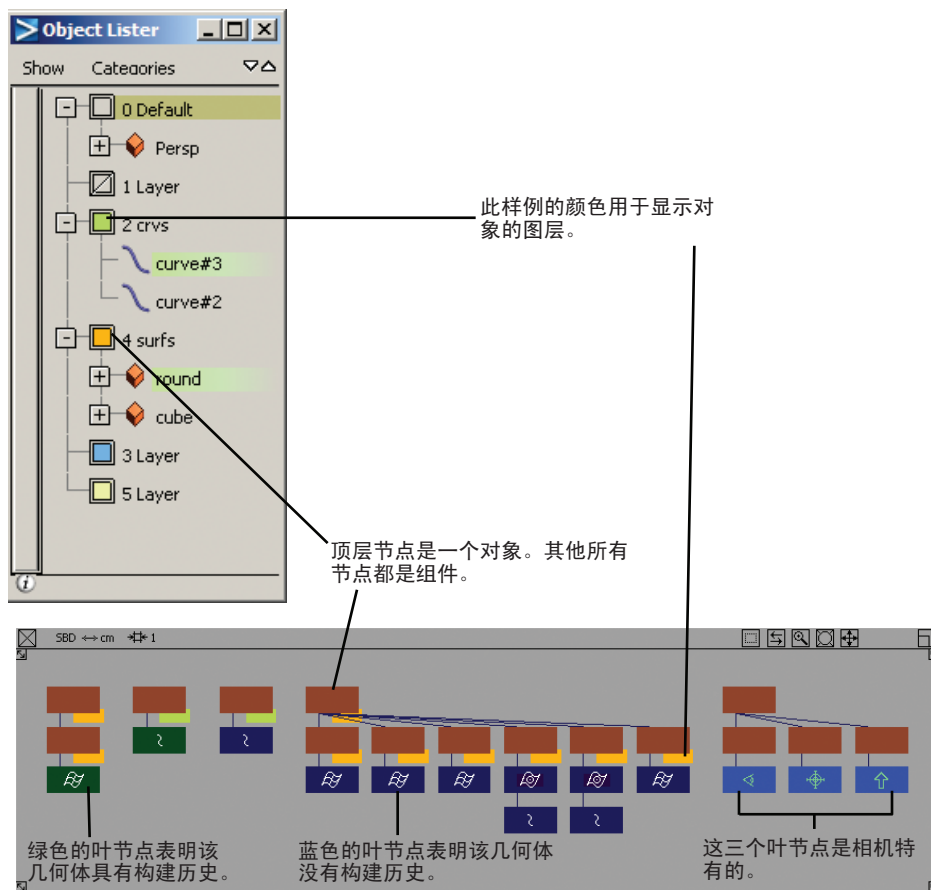 Object Lister
Show Categories
0 Default
Persp
1 Layer
2 crvs
curve#3
curve#2
4 surfs
round
cube
3 Layer
5 Layer
此样例的颜色用于显示对
象的图层。
顶层节点是一个对象。其他所有
节点都是组件。
SBD ↔ cm 1
绿色的叶节点表明该
几何体具有构建历史。
蓝色的叶节点表明该几何体
没有构建历史。
这三个叶节点是相机特
有的。